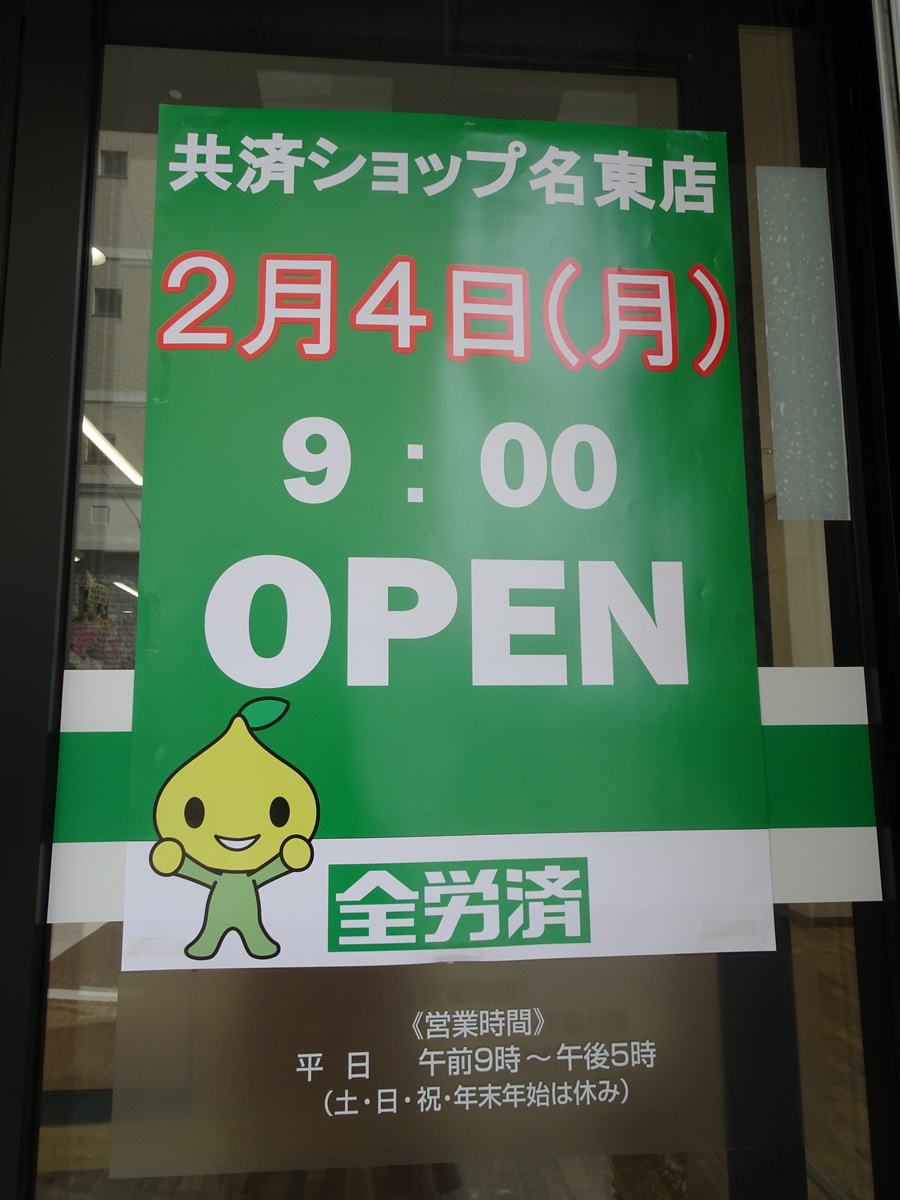 共済ショップ名東店
2月4日(月)
9:00
OPEN
全労済
《営業時間》
平日 午前9時～午後5時
(土・日・祝・年末年始は休み)